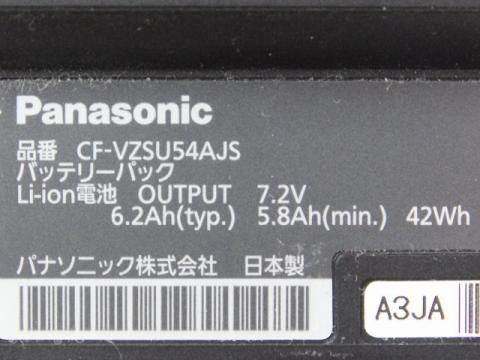 Panasonic
品番 CF-VZSU54AJS
バッテリーパック
Li-ion電池 OUTPUT 7.2V
6.2Ah(typ.) 5.8Ah(min.) 42Wh
パナソニック株式会社 日本製
A3JA